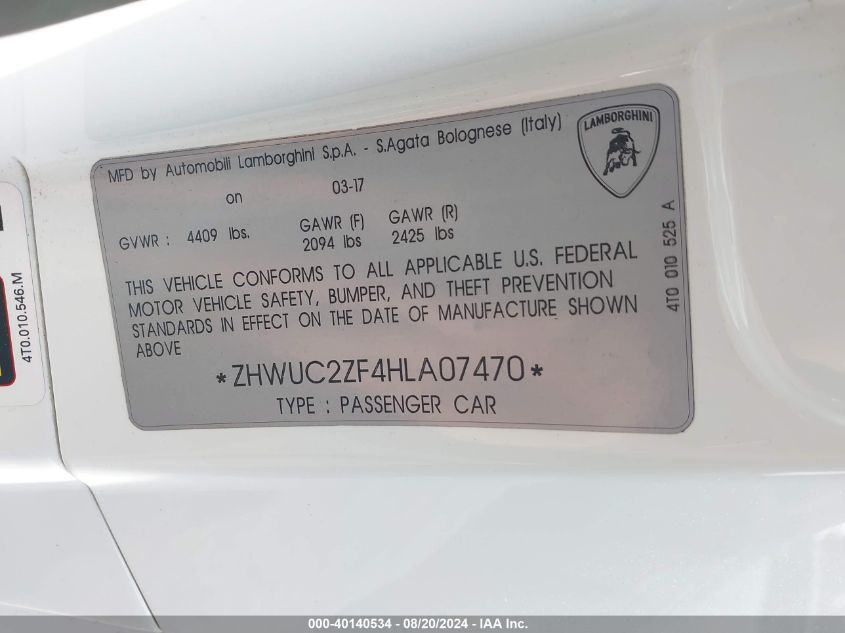 LAMBORGHINI
MFD by Automobili Lamborghini S.p.A. - S.Agata Bolognese (Italy)
on 03-17
GVWR : 4409 lbs. GAWR (F) GAWR (R)
2094 lbs 2425 lbs
THIS VEHICLE CONFORMS TO ALL APPLICABLE U.S. FEDERAL
MOTOR VEHICLE SAFETY, BUMPER, AND THEFT PREVENTION
STANDARDS IN EFFECT ON THE DATE OF MANUFACTURE SHOWN
ABOVE
*ZHWUC2ZF4HLA07470*
TYPE : PASSENGER CAR
4T0 010 525 A
4T0.010.546.M
000-40140534 - 08/20/2024 - IAA Inc.